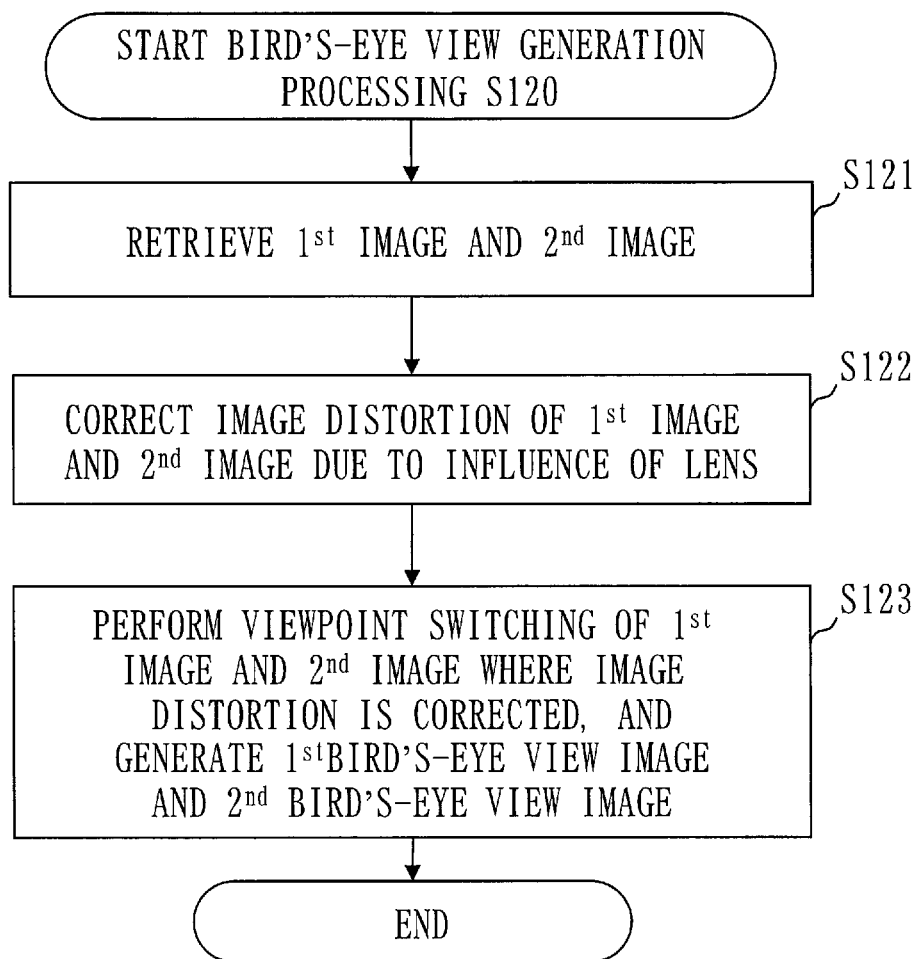 START BIRD'S-EYE VIEW GENERATION
PROCESSING S120
S121
RETRIEVE 1st IMAGE AND 2nd IMAGE
S122
CORRECT IMAGE DISTORTION OF 1st IMAGE
AND 2nd IMAGE DUE TO INFLUENCE OF LENS
S123
PERFORM VIEWPOINT SWITCHING OF 1st
IMAGE AND 2nd IMAGE WHERE IMAGE
DISTORTION IS CORRECTED, AND
GENERATE 1stBIRD'S-EYE VIEW IMAGE
AND 2nd BIRD'S-EYE VIEW IMAGE
END